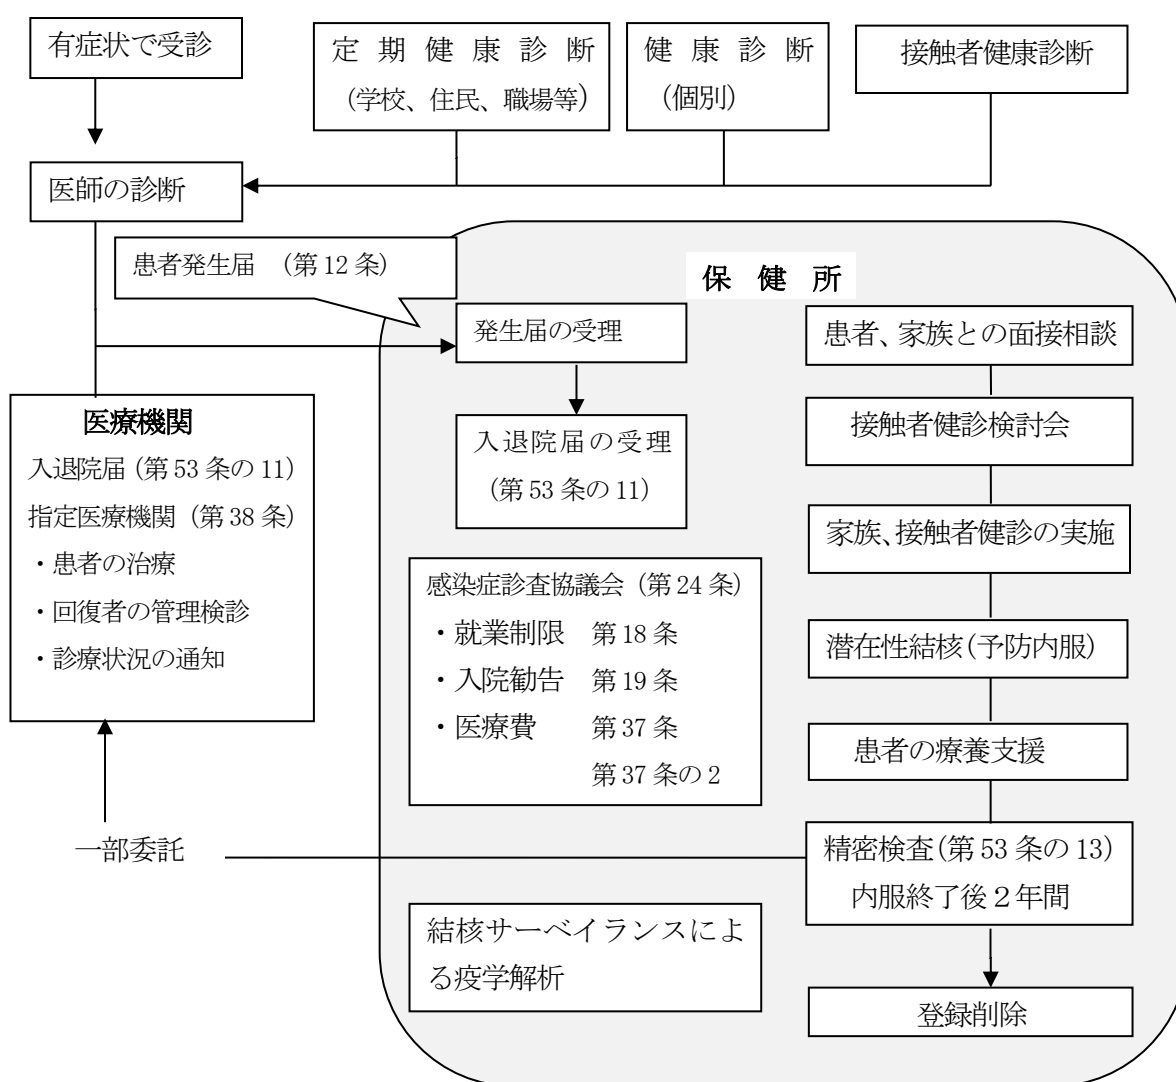 有症状で受診
定期健康診断
(学校、住民、職場等)
健康診断
(個別)
接触者健康診断
医師の診断
患者発生届 (第12条)
保健所
発生届の受理
入退院届の受理
(第53条の11)
医療機関
入退院届(第53条の11)
指定医療機関(第38条)
・患者の治療
・回復者の管理検診
・診療状況の通知
一部委託
感染症診査協議会(第24条)
・就業制限 第18条
・入院勧告 第19条
・医療費 第37条
第37条の2
結核サーベイランスによ
る疫学解析
患者、家族との面接相談
接触者健診検討会
家族、接触者健診の実施
潜在性結核(予防内服)
患者の療養支援
精密検査(第53条の13)
内服終了後2年間
登録削除